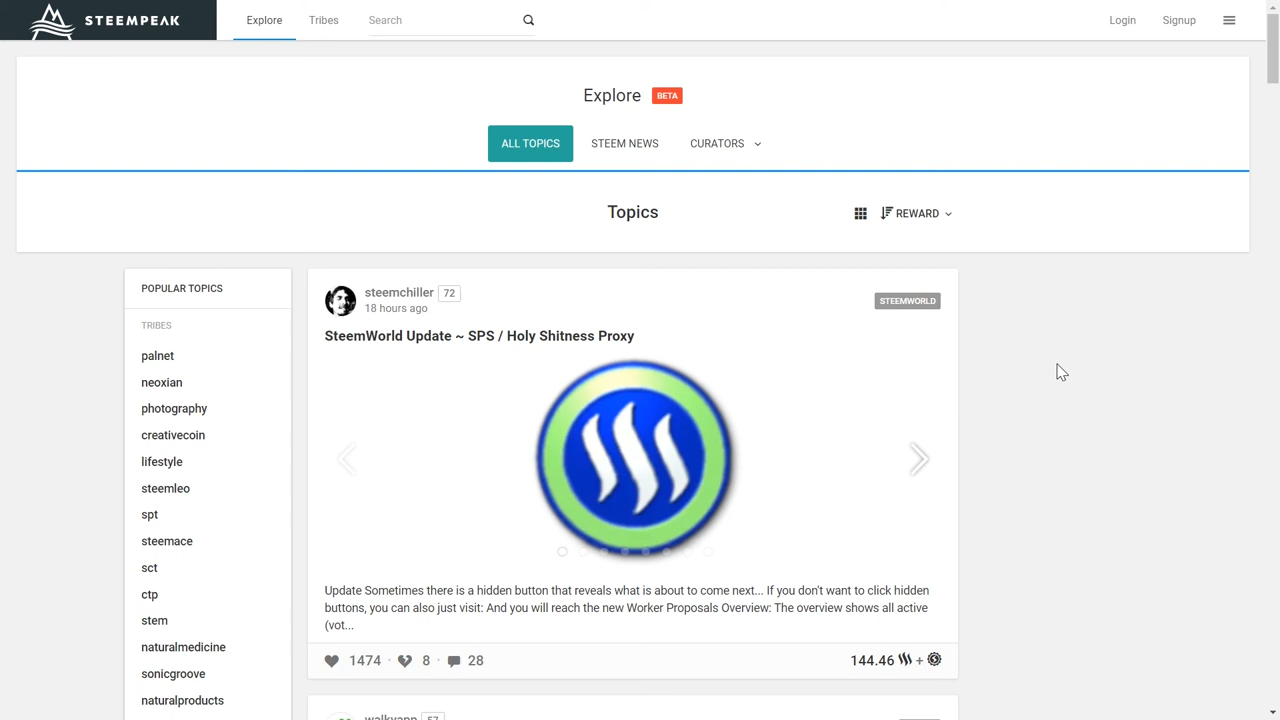 STEEMPEAK
Explore
Tribes
Search
Login
Signup
Explore BETA
ALL TOPICS
STEEM NEWS
CURATORS
Topics
REWARD
POPULAR TOPICS
TRIBES
palnet
neoxian
photography
creativecoin
lifestyle
steemleo
spt
steemace
sct
ctp
stem
naturalmedicine
sonicgroove
naturalproducts
steemchiller 72
18 hours ago
STEEMWORLD
SteemWorld Update ~ SPS / Holy Shitness Proxy
Update Sometimes there is a hidden button that reveals what is about to come next... If you don't want to click hidden
buttons, you can also just visit: And you will reach the new Worker Proposals Overview: The overview shows all active
(vot...
1474 · 8 · 28
144.46 +
walkyapp 57